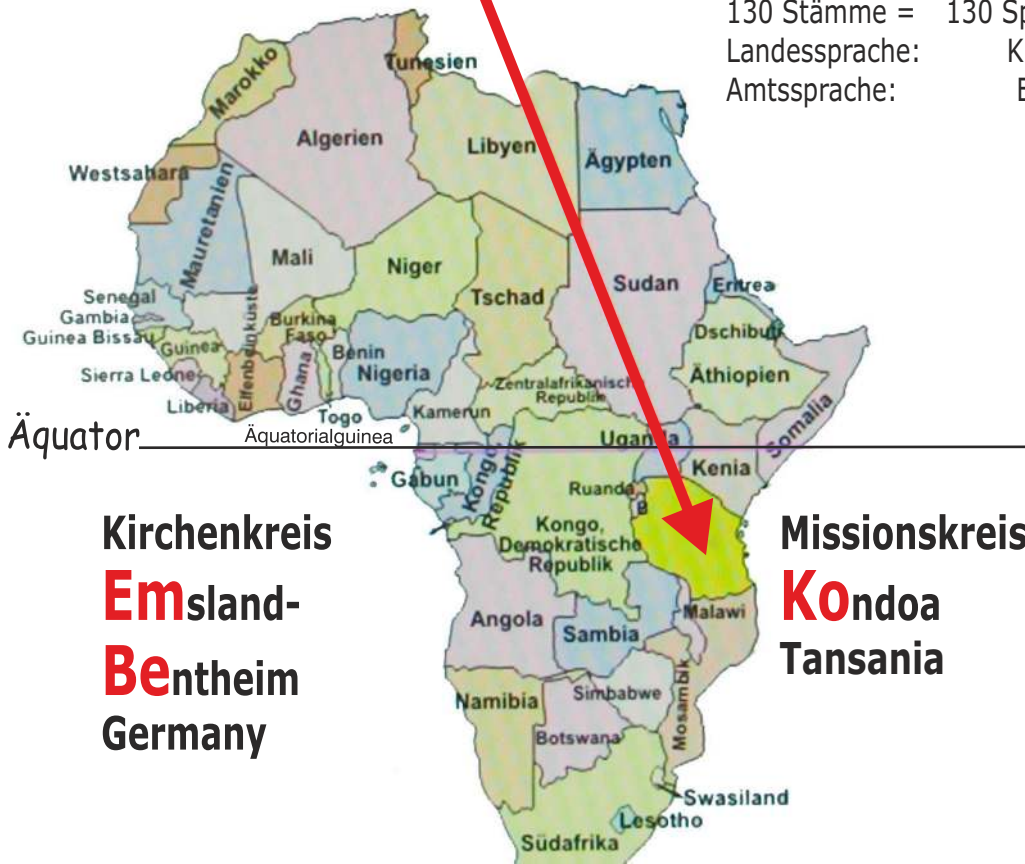 130 Stämme = 130
Landessprache:
Amtssprache:
Marokko
Tunesien
Algerien
Libyen
Ägypten
Westsahara
Mauretanien
Mali
Niger
Tschad
Sudan
Eritrea
Senegal
Gambia
Guinea Bissau
Guinea
Burkina
Faso
Dschibuti
Sierra Leone
Elfenbeinküste
Ghana
Benin
Nigeria
Zentralafrikanische
Republik
Äthiopien
Liberia
Togo
Kamerun
Somalia
Äquator
Äquatorialguinea
Uganda
Gabun
Kongo,
Republik
Kenia
Ruanda
B
Kongo,
Demokratische
Republik
Kirchenkreis
Emsland-
Bentheim
Germany
Missionskreis
Kondoa
Tansania
Angola
Sambia
Malawi
Namibia
Simbabwe
Mosambik
Botswana
Swasiland
Lesotho
Südafrika